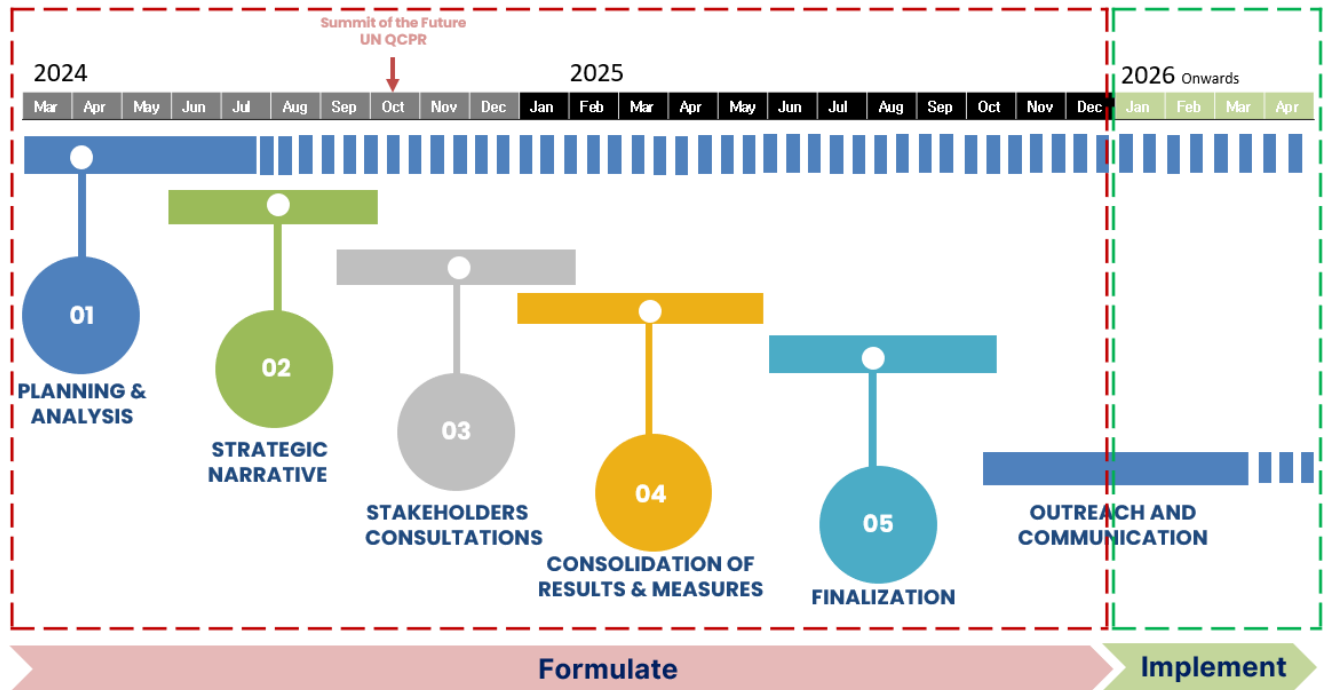 Summit of the Future
UN QCPR
2024
2025
2026 Onwards
Mar Apr May Jun Jul Aug Sep Oct Nov Dec Jan Feb Mar Apr May Jun Jul Aug Sep Oct Nov Dec Jan Feb Mar Apr
01
PLANNING &
ANALYSIS
02
STRATEGIC
NARRATIVE
03
STAKEHOLDERS
CONSULTATIONS
04
CONSOLIDATION OF
RESULTS & MEASURES
05
FINALIZATION
OUTREACH AND
COMMUNICATION
Formulate
Implement